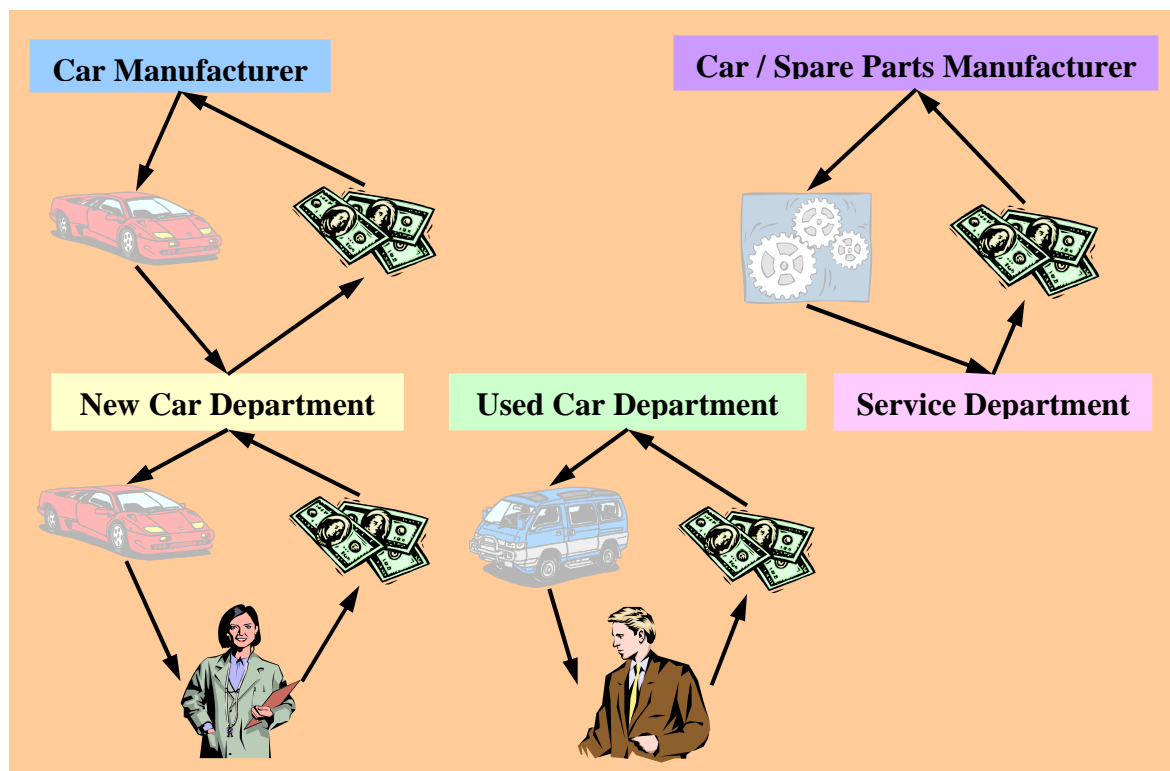 Car Manufacturer
Car / Spare Parts Manufacturer
New Car Department
Used Car Department
Service Department